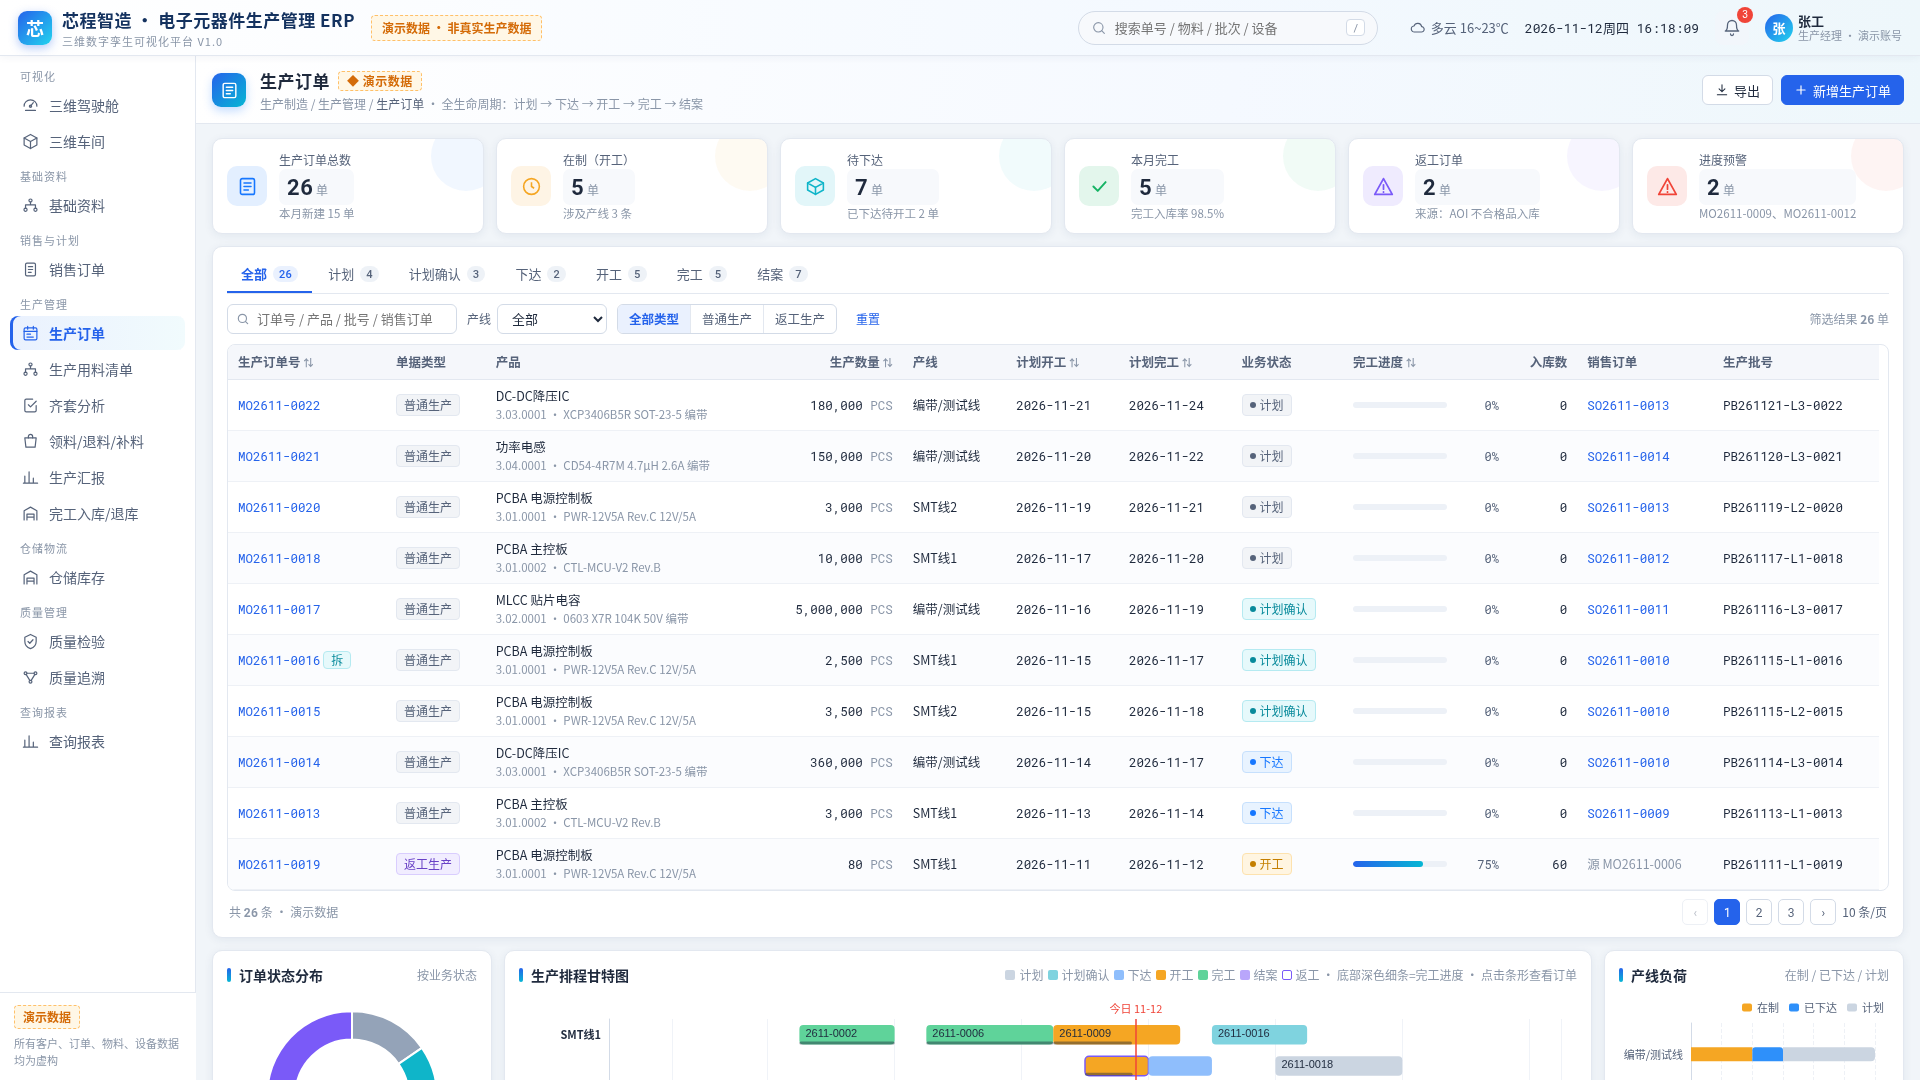 芯 芯程智造 · 电子元器件生产管理 ERP
三维数字孪生可视化平台 V1.0
演示数据 · 非真实生产数据
搜索单号 / 物料 / 批次 / 设备 /
多云 16~23℃ 2026-11-12周四 16:18:09 3
张 张工
生产经理 · 演示账号
可视化
三维驾驶舱
三维车间
基础资料
基础资料
销售与计划
销售订单
生产管理
生产订单
生产用料清单
齐套分析
领料/退料/补料
生产汇报
完工入库/退库
仓储物流
仓储库存
质量管理
质量检验
质量追溯
查询报表
查询报表
演示数据
所有客户、订单、物料、设备数据
均为虚构
生产订单 ◆ 演示数据
生产制造 / 生产管理 / 生产订单 · 全生命周期：计划 → 下达 → 开工 → 完工 → 结案
导出
新增生产订单
生产订单总数
26 单
本月新建 15 单
在制（开工）
5 单
涉及产线 3 条
待下达
7 单
已下达待开工 2 单
本月完工
5 单
完工入库率 98.5%
返工订单
2 单
来源：AOI 不合格品入库
进度预警
2 单
MO2611-0009、MO2611-0012
全部 26 计划 4 计划确认 3 下达 2 开工 5 完工 5 结案 7
订单号 / 产品 / 批号 / 销售订单 产线 全部 全部类型 普通生产 返工生产 重置 筛选结果 26 单
生产订单号 ⇅ 单据类型 产品 生产数量 ⇅ 产线 计划开工 ⇅ 计划完工 ⇅ 业务状态 完工进度 ⇅ 入库数 销售订单 生产批号
MO2611-0022 普通生产 DC-DC降压IC 180,000 PCS 编带/测试线 2026-11-21 2026-11-24 计划 0% 0 SO2611-0013 PB261121-L3-0022
3.03.0001 · XCP3406B5R SOT-23-5 编带
MO2611-0021 普通生产 功率电感 150,000 PCS 编带/测试线 2026-11-20 2026-11-22 计划 0% 0 SO2611-0014 PB261120-L3-0021
3.04.0001 · CD54-4R7M 4.7μH 2.6A 编带
MO2611-0020 普通生产 PCBA 电源控制板 3,000 PCS SMT线2 2026-11-19 2026-11-21 计划 0% 0 SO2611-0013 PB261119-L2-0020
3.01.0001 · PWR-12V5A Rev.C 12V/5A
MO2611-0018 普通生产 PCBA 主控板 10,000 PCS SMT线1 2026-11-17 2026-11-20 计划 0% 0 SO2611-0012 PB261117-L1-0018
3.01.0002 · CTL-MCU-V2 Rev.B
MO2611-0017 普通生产 MLCC 贴片电容 5,000,000 PCS 编带/测试线 2026-11-16 2026-11-19 计划确认 0% 0 SO2611-0011 PB261116-L3-0017
3.02.0001 · 0603 X7R 104K 50V 编带
MO2611-0016 拆 普通生产 PCBA 电源控制板 2,500 PCS SMT线1 2026-11-15 2026-11-17 计划确认 0% 0 SO2611-0010 PB261115-L1-0016
3.01.0001 · PWR-12V5A Rev.C 12V/5A
MO2611-0015 普通生产 PCBA 电源控制板 3,500 PCS SMT线2 2026-11-15 2026-11-18 计划确认 0% 0 SO2611-0010 PB261115-L2-0015
3.01.0001 · PWR-12V5A Rev.C 12V/5A
MO2611-0014 普通生产 DC-DC降压IC 360,000 PCS 编带/测试线 2026-11-14 2026-11-17 下达 0% 0 SO2611-0010 PB261114-L3-0014
3.03.0001 · XCP3406B5R SOT-23-5 编带
MO2611-0013 普通生产 PCBA 主控板 3,000 PCS SMT线1 2026-11-13 2026-11-14 下达 0% 0 SO2611-0009 PB261113-L1-0013
3.01.0002 · CTL-MCU-V2 Rev.B
MO2611-0019 返工生产 PCBA 电源控制板 80 PCS SMT线1 2026-11-11 2026-11-12 开工 75% 60 源 MO2611-0006 PB261111-L1-0019
3.01.0001 · PWR-12V5A Rev.C 12V/5A
共 26 条 · 演示数据 ‹ 1 2 3 › 10 条/页
订单状态分布 按业务状态
生产排程甘特图 计划 计划确认 下达 开工 完工 结案 返工 · 底部深色细条=完工进度 · 点击条形查看订单
今日 11-12
SMT线1 2611-0002 2611-0006 2611-0009 2611-0016
2611-0018
产线负荷 在制 / 已下达 / 计划
在制 已下达 计划
编带/测试线